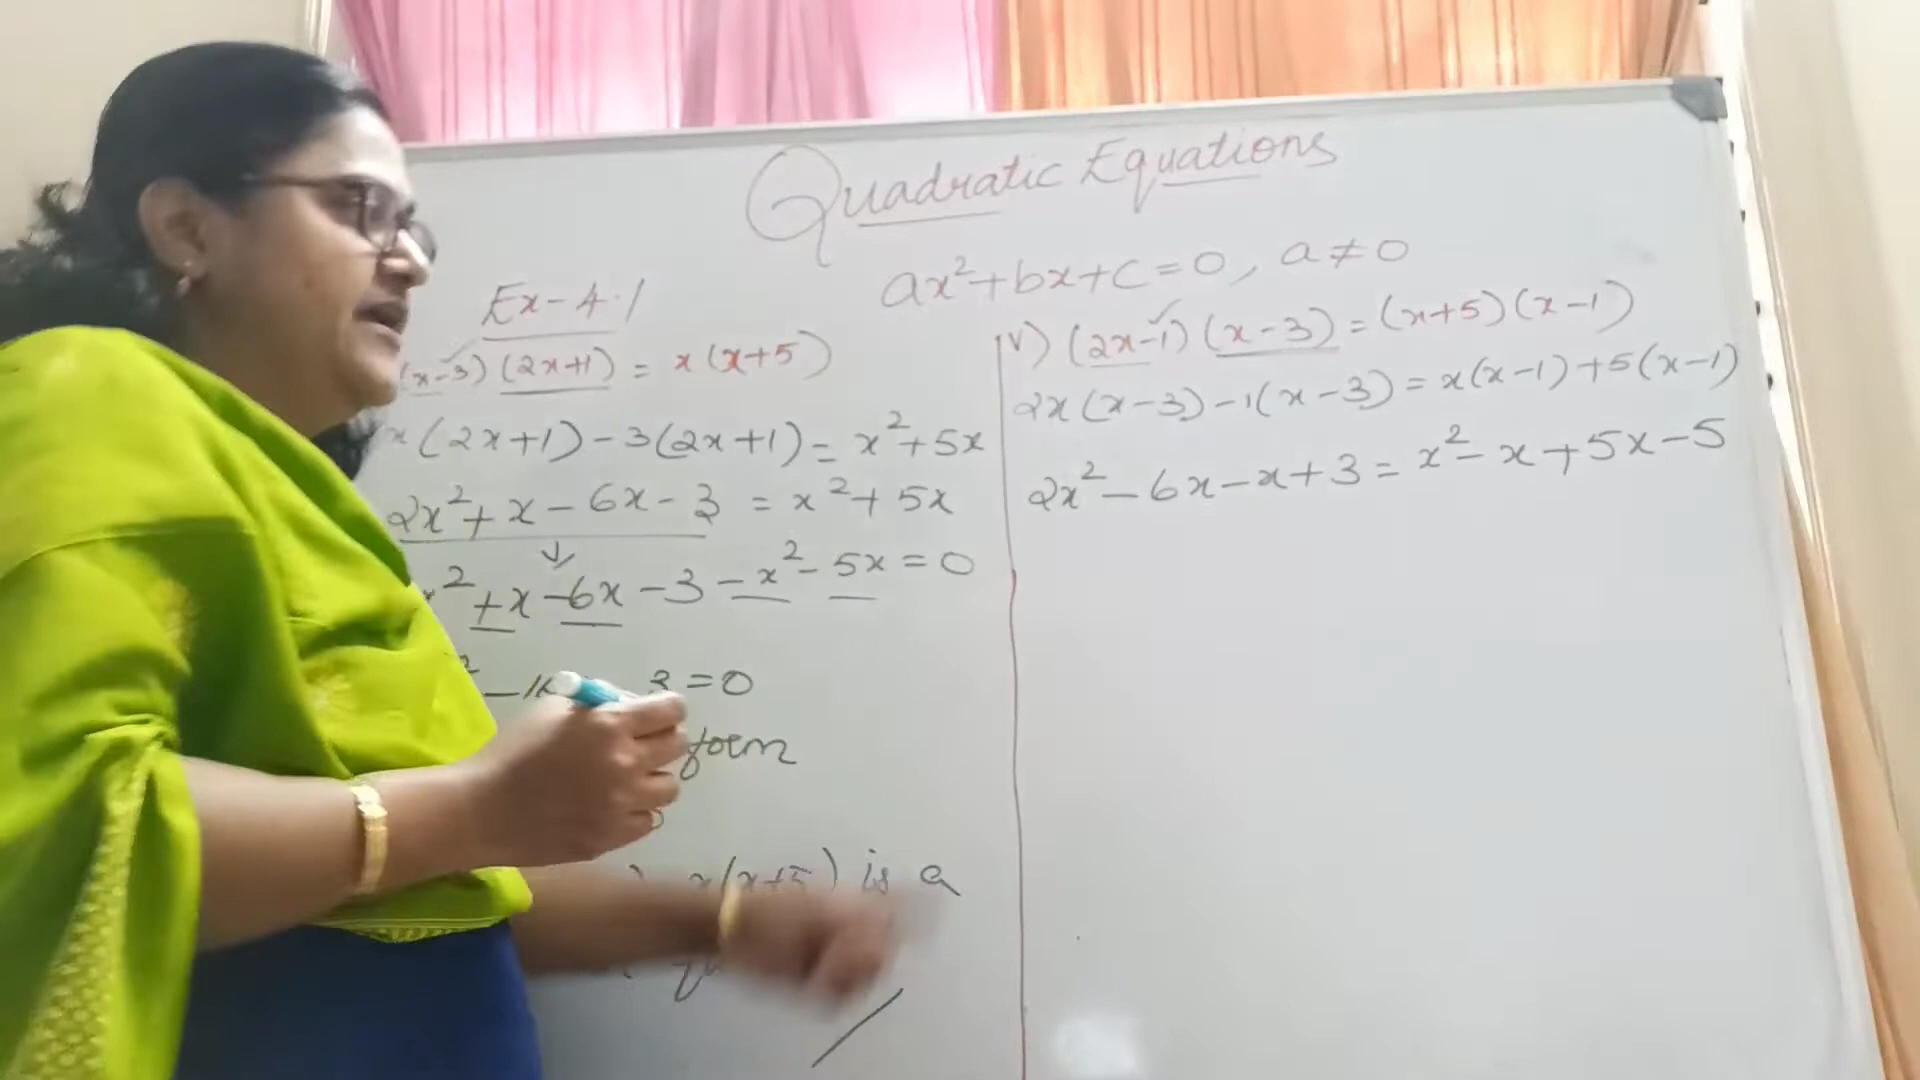 Quadratic Equations
ax²+bx+c=0, a≠0
Ex-4.1
(x-3)(2x+1) = x(x+5)
x(2x+1)-3(2x+1)= x²+5x
2x²+x-6x-3 = x²+5x
x²+x-6x-3-x²-5x=0
3=0
form
x(x+5) is a
v) (2x-1)(x-3)=(x+5)(x-1)
2x(x-3)-1(x-3)=x(x-1)+5(x-1)
2x²-6x-x+3=x²-x+5x-5